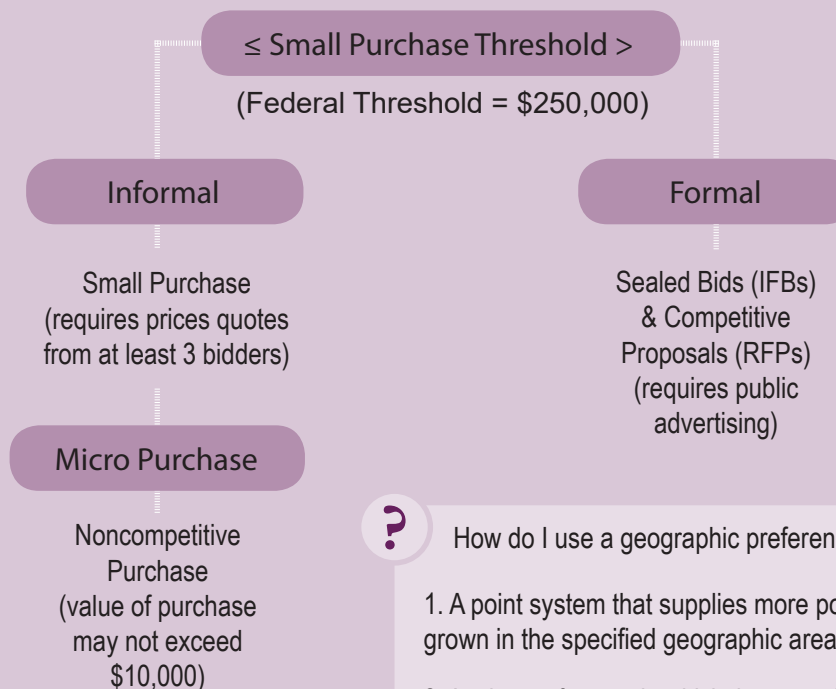 ≤ Small Purchase Threshold >
(Federal Threshold = $250,000)
Informal
Formal
Small Purchase
(requires prices quotes
from at least 3 bidders)
Sealed Bids (IFBs)
& Competitive
Proposals (RFPs)
(requires public
advertising)
Micro Purchase
Noncompetitive
Purchase
(value of purchase
may not exceed
$10,000)
?
How do I use a geographic
1. A point system that supplies more
grown in the specified geographic area